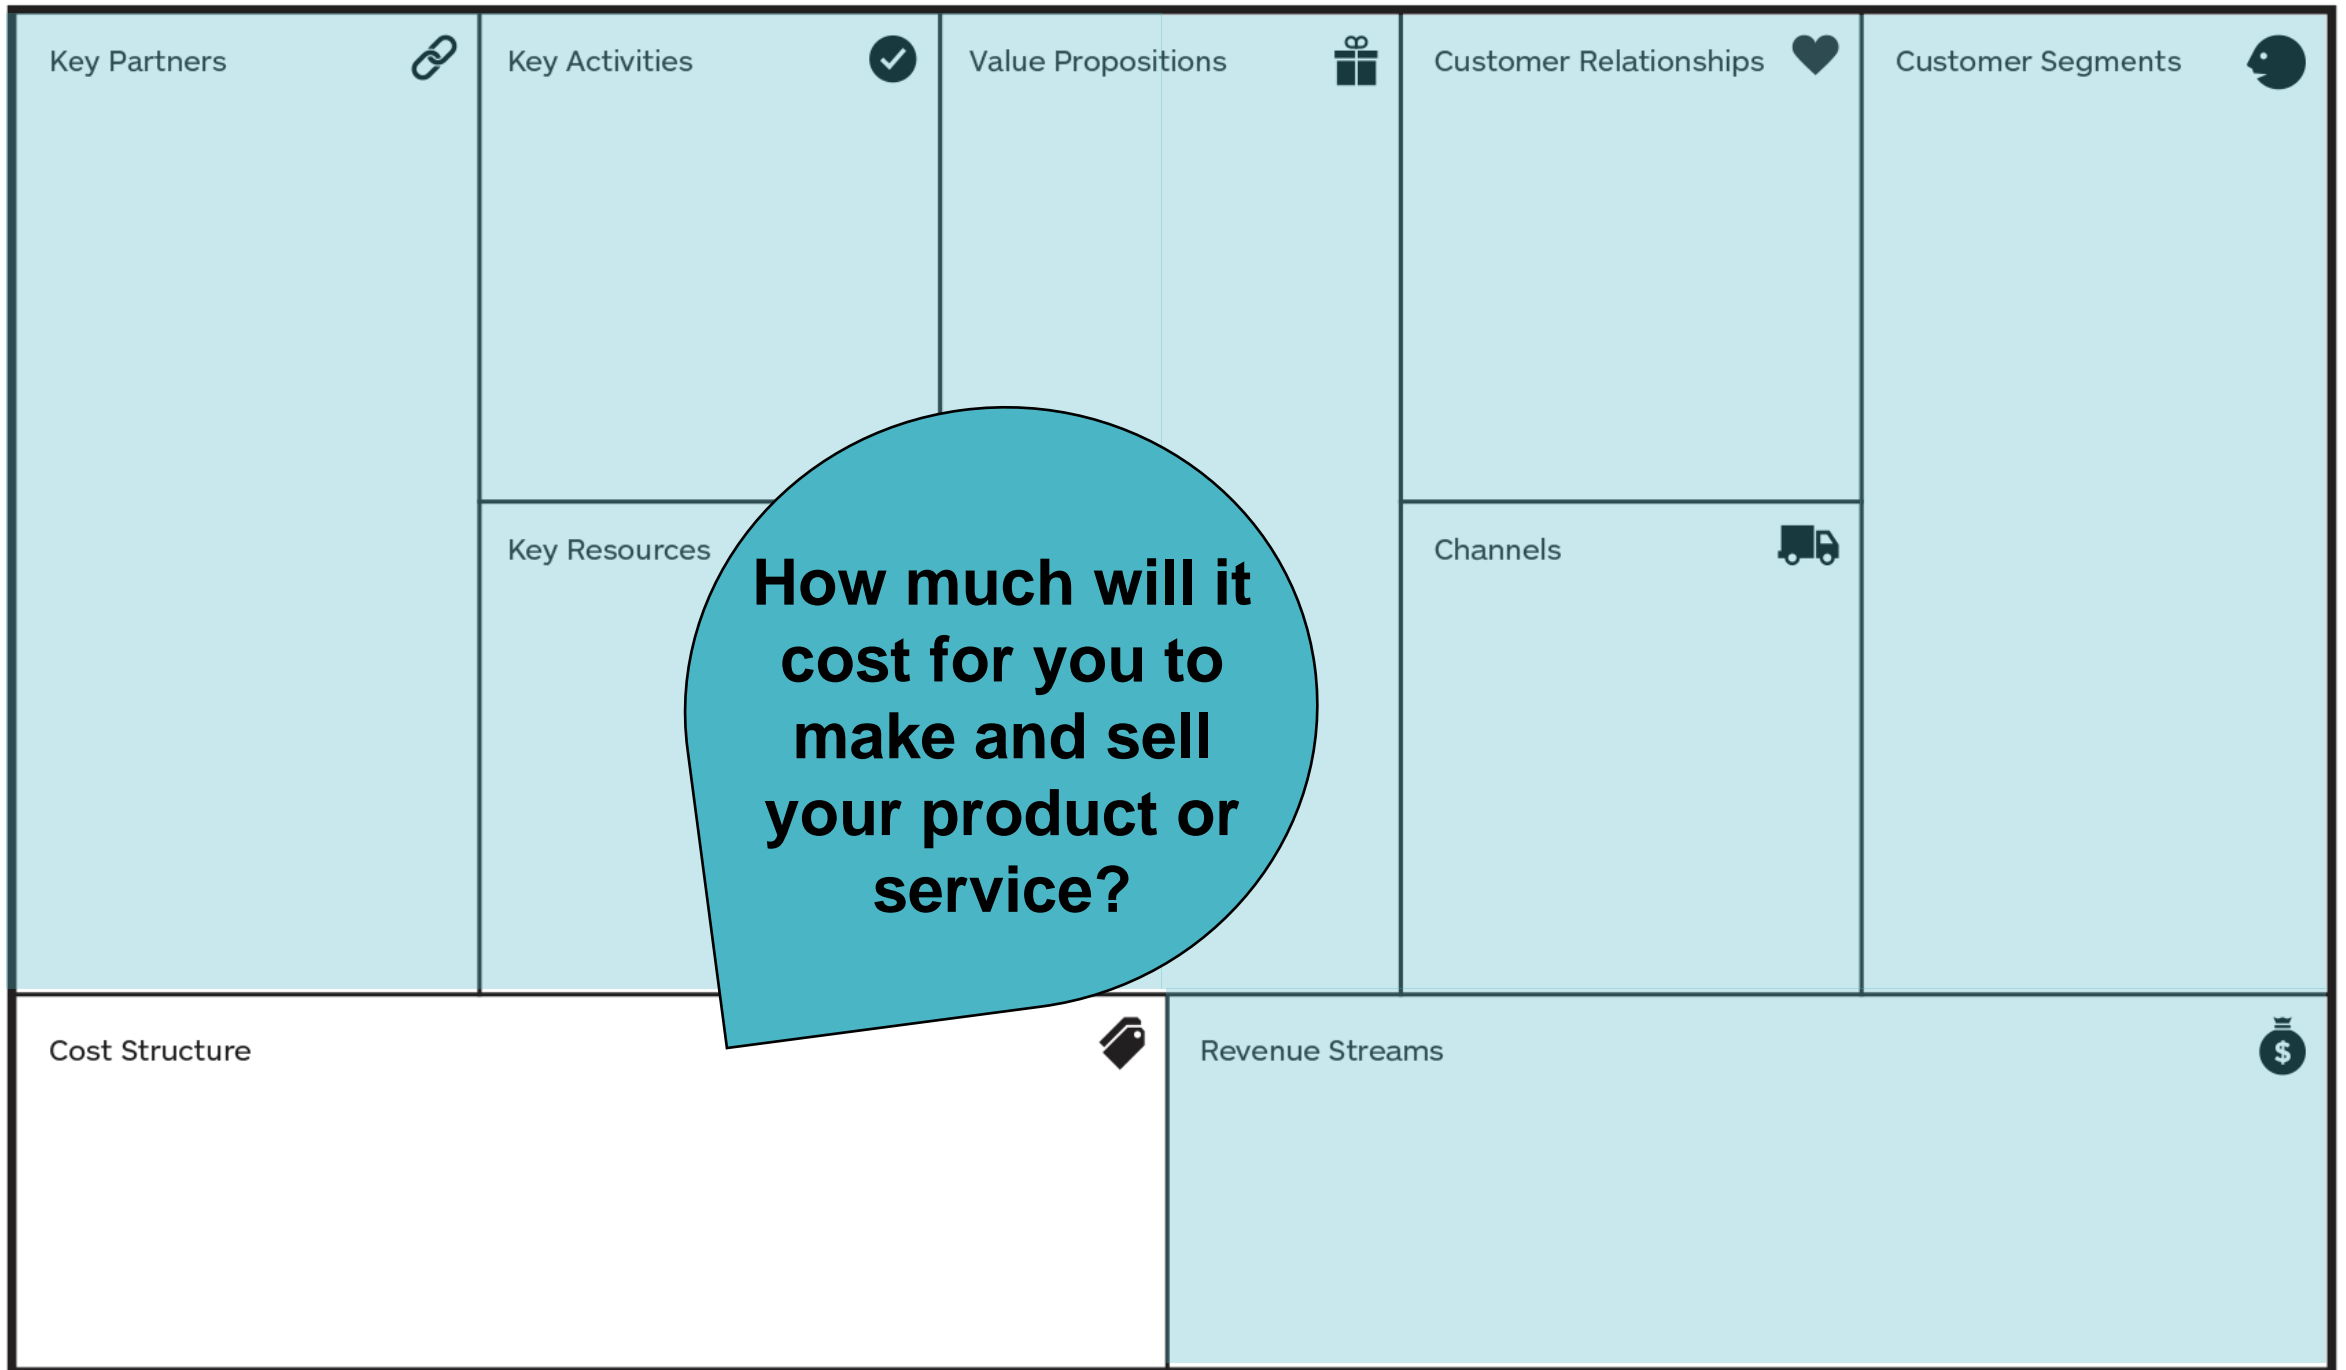 Key Partners
Key Activities
Value Propositions
Customer Relationships
Customer Segments
Key Resources
Channels
How much will it
cost for you to
make and sell
your product or
service?
Cost Structure
Revenue Streams
$